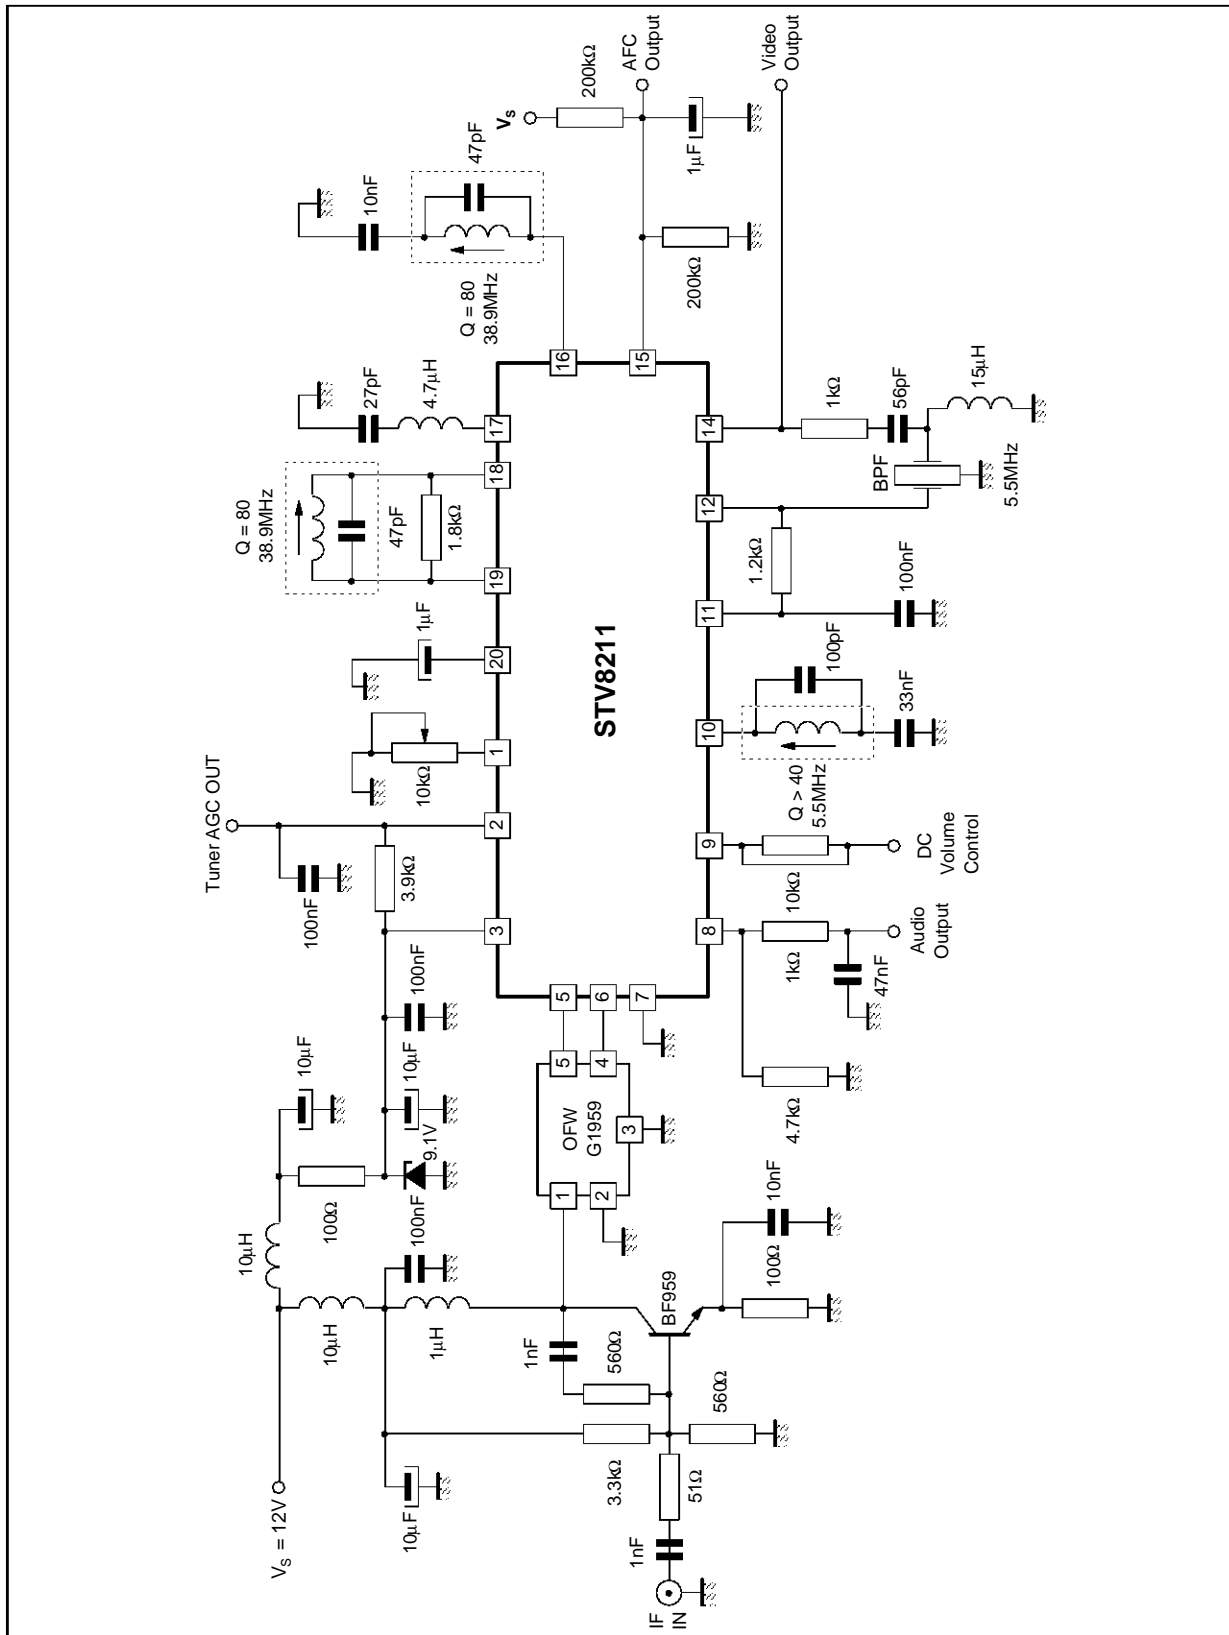 V_S = 12V
10µH
10µH
10µF
100Ω
9.1V
10µF
100nF
100nF
1µH
10µF
1nF
560Ω
3.3kΩ
51Ω
560Ω
1nF
IF
IN
BF959
100Ω
10nF
OFW
G1959
1
2
3
4
5
Tuner AGC OUT
100nF
3.9kΩ
10kΩ
1µF
Q = 80
38.9MHz
47pF
1.8kΩ
27pF
4.7µH
10nF
47pF
Q = 80
38.9MHz
V_S
200kΩ
AFC
Output
1µF
200kΩ
Video
Output
STV8211
3
2
1
20
19
18
17
16
15
5
6
7
8
9
10
11
12
14
4.7kΩ
1kΩ
47nF
Audio
Output
10kΩ
DC
Volume
Control
Q > 40
5.5MHz
100pF
33nF
1.2kΩ
100nF
1kΩ
56pF
BPF
15µH
5.5MHz